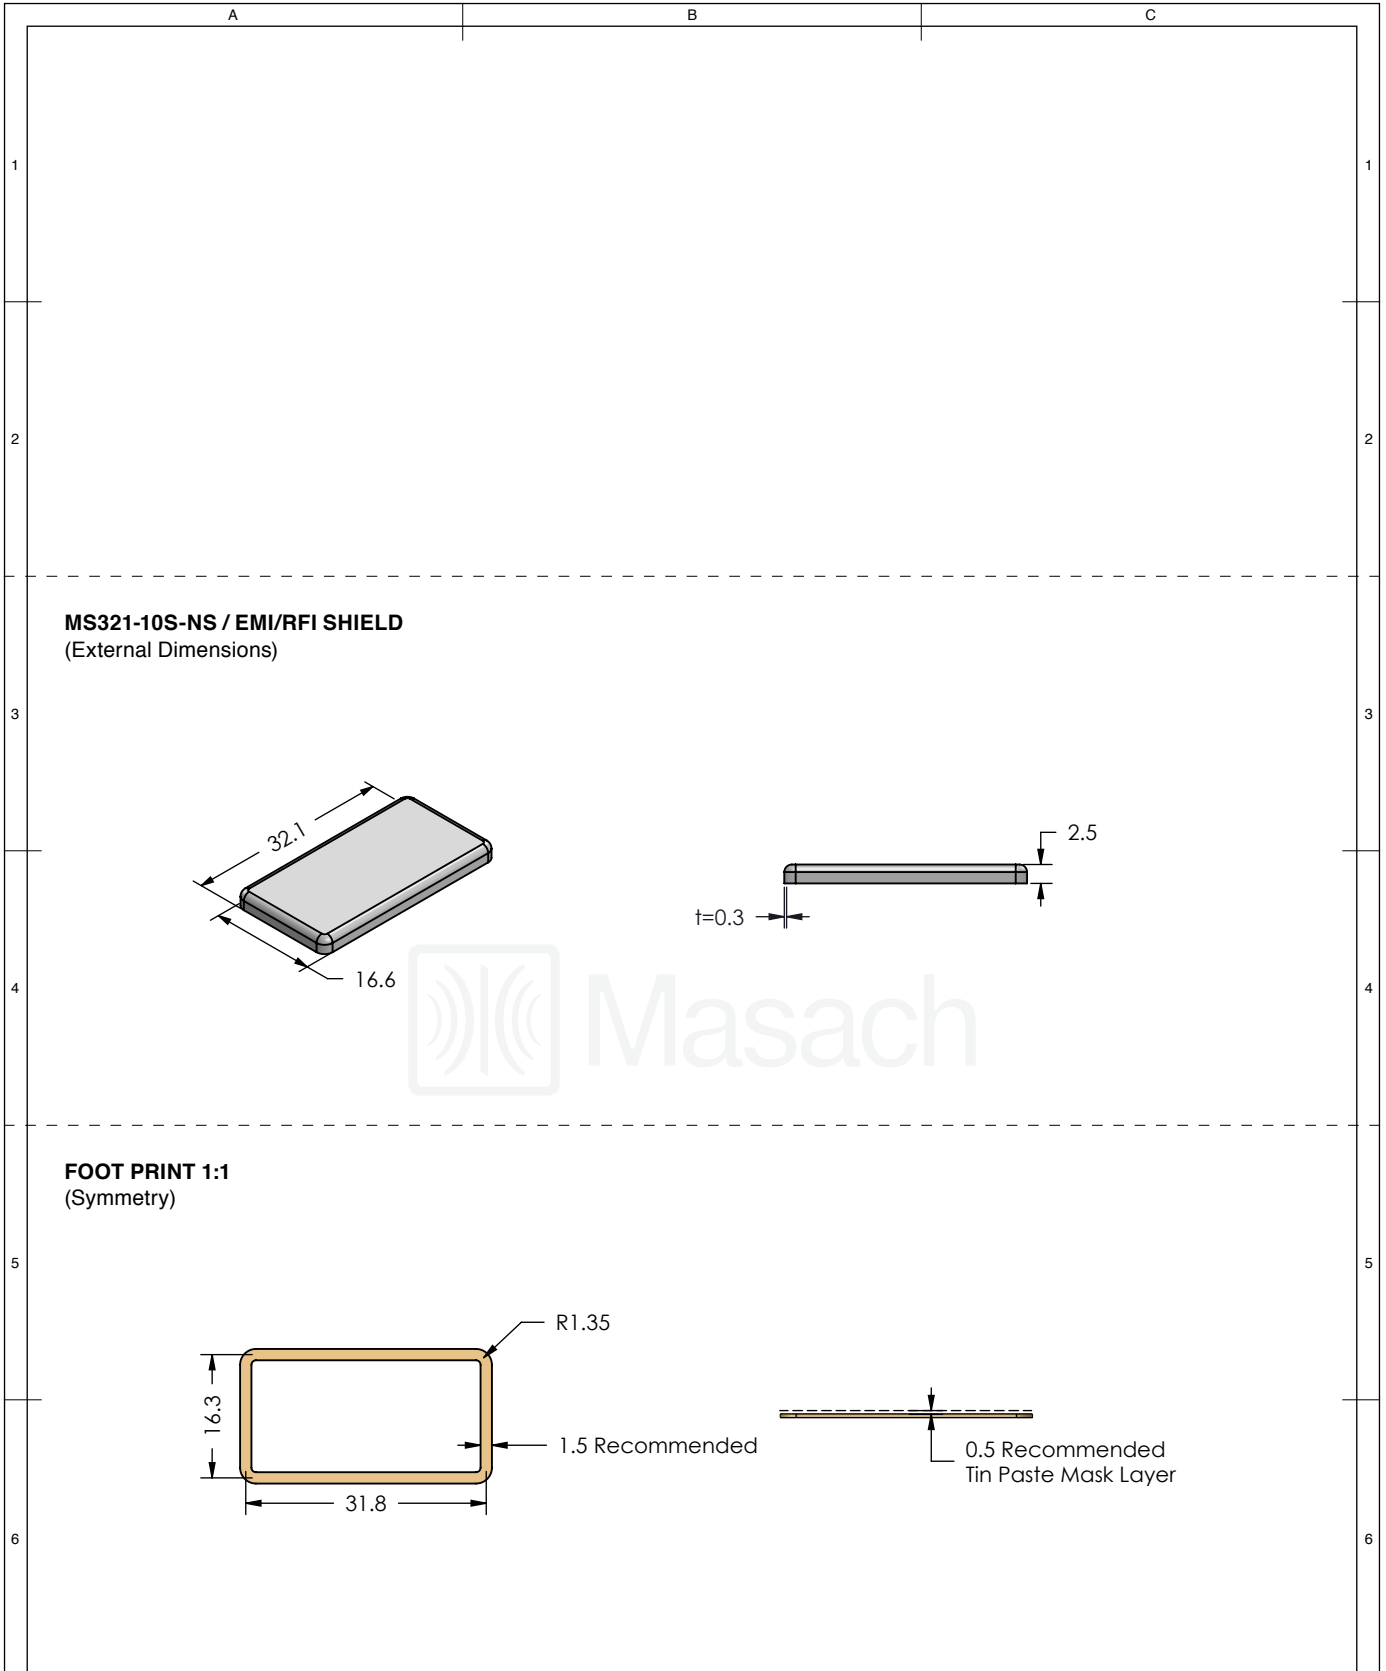 A
B
C
1
1
2
2
MS321-10S-NS / EMI/RFI SHIELD
(External Dimensions)
3
3
32.1
2.5
t=0.3
16.6
4
4
Masach
FOOT PRINT 1:1
(Symmetry)
5
5
R1.35
16.3
1.5 Recommended
0.5 Recommended
Tin Paste Mask Layer
31.8
6
6